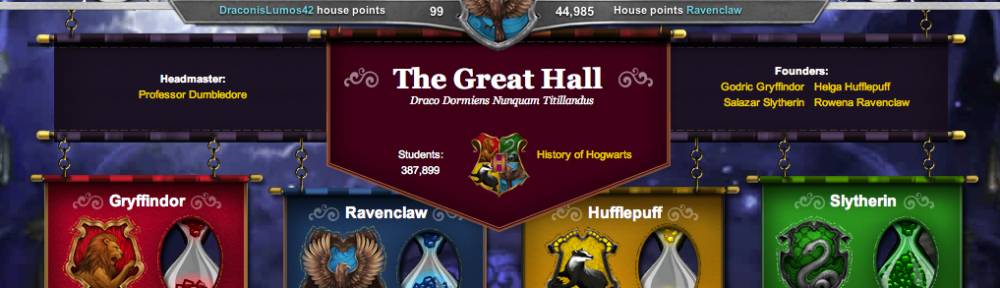 DraconisLumos42 house points 99 44,985 House points Ravenclaw
Headmaster:
Professor Dumbledore
The Great Hall
Draco Dormiens Nunquam Titillandus
Founders:
Godric Gryffindor Helga Hufflepuff
Salazar Slytherin Rowena Ravenclaw
Students:
387,899
H
History of Hogwarts
Gryffindor
Ravenclaw
Hufflepuff
Slytherin